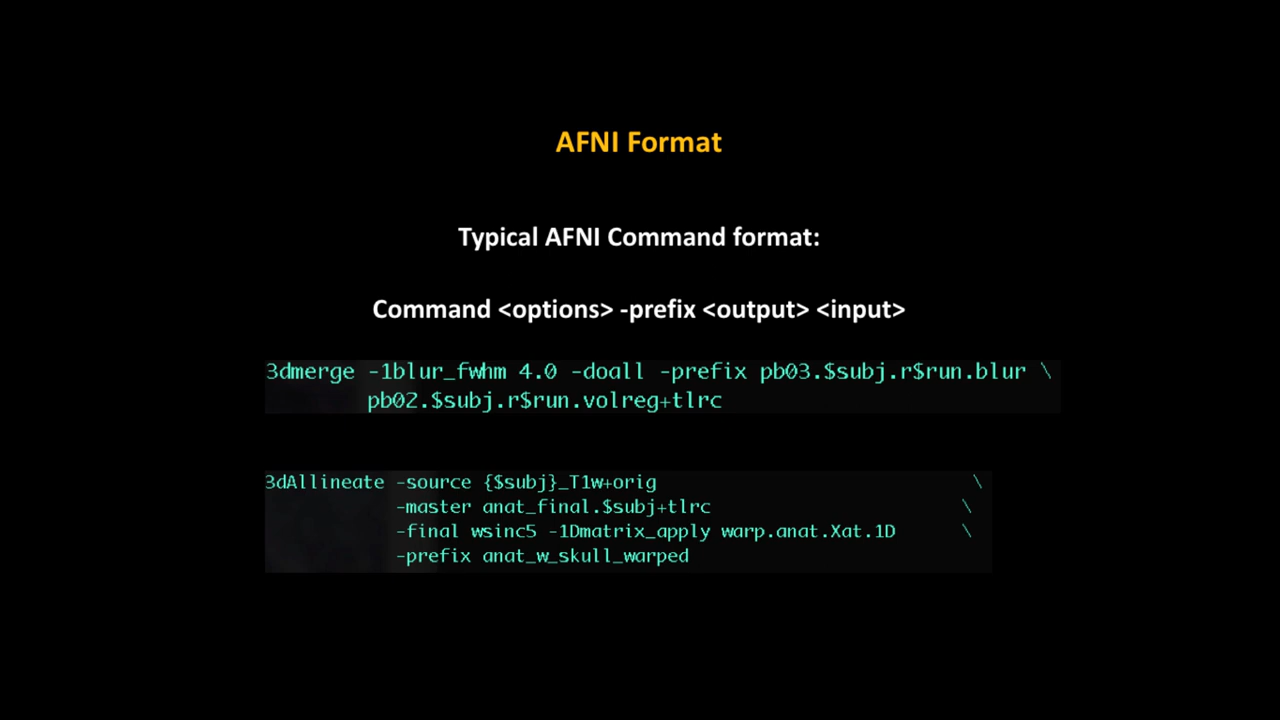 AFNI Format
Typical AFNI Command format:
Command <options> -prefix <output> <input>
3dmerge -1blur_fwhm 4.0 -doall -prefix pb03.$subj.r$run.blur \
pb02.$subj.r$run.volreg+tlrc
3dAllineate -source {$subj}_T1w+orig \
-master anat_final.$subj+tlrc \
-final wsinc5 -1Dmatrix_apply warp.anat.Xat.1D \
-prefix anat_w_skull_warped